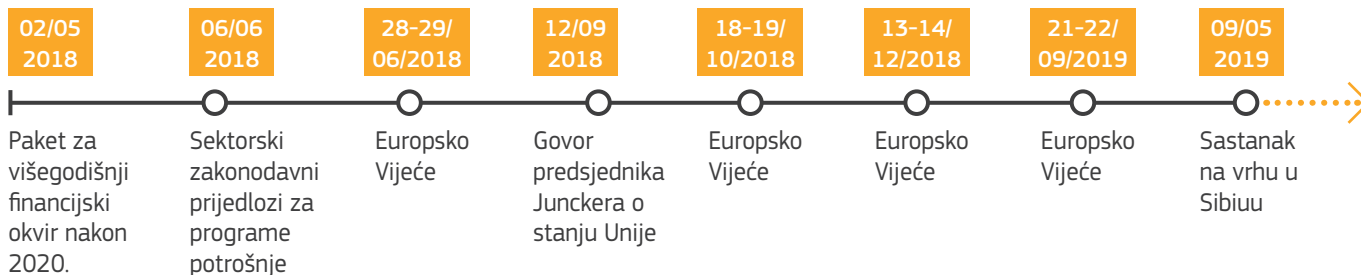 02/05
2018
06/06
2018
28-29/
06/2018
12/09
2018
18-19/
10/2018
13-14/
12/2018
21-22/
09/2019
09/05
2019
Paket za
višegodišnji
financijski
okvir nakon
2020.
Sektorski
zakonodavni
prijedlozi za
programe
potrošnje
Europsko
Vijeće
Govor
predsjednika
Junckera o
stanju Unije
Europsko
Vijeće
Europsko
Vijeće
Europsko
Vijeće
Sastanak
na vrhu u
Sibiuu